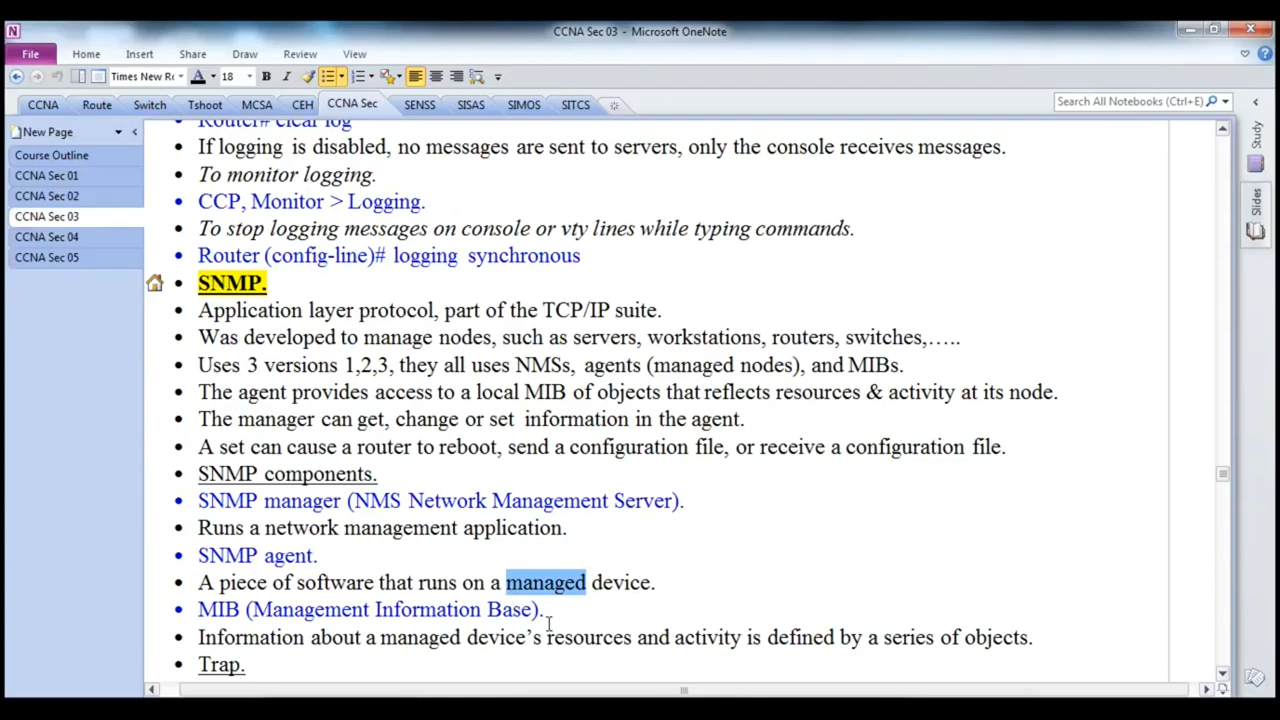 CCNA Sec 03 - Microsoft OneNote
File Home Insert Share Draw Review View
Times New Ro 18 B I
CCNA Route Switch Tshoot MCSA CEH CCNA Sec SENSS SISAS SIMOS SITCS
Search All Notebooks (Ctrl+E)
New Page
Course Outline
CCNA Sec 01
CCNA Sec 02
CCNA Sec 03
CCNA Sec 04
CCNA Sec 05
Router# clear log
• If logging is disabled, no messages are sent to servers, only the console receives messages.
• To monitor logging.
• CCP, Monitor > Logging.
• To stop logging messages on console or vty lines while typing commands.
• Router (config-line)# logging synchronous
• SNMP.
• Application layer protocol, part of the TCP/IP suite.
• Was developed to manage nodes, such as servers, workstations, routers, switches,…..
• Uses 3 versions 1,2,3, they all uses NMSs, agents (managed nodes), and MIBs.
• The agent provides access to a local MIB of objects that reflects resources & activity at its node.
• The manager can get, change or set information in the agent.
• A set can cause a router to reboot, send a configuration file, or receive a configuration file.
• SNMP components.
• SNMP manager (NMS Network Management Server).
• Runs a network management application.
• SNMP agent.
• A piece of software that runs on a managed device.
• MIB (Management Information Base).
• Information about a managed device’s resources and activity is defined by a series of objects.
• Trap.
Study
Slides